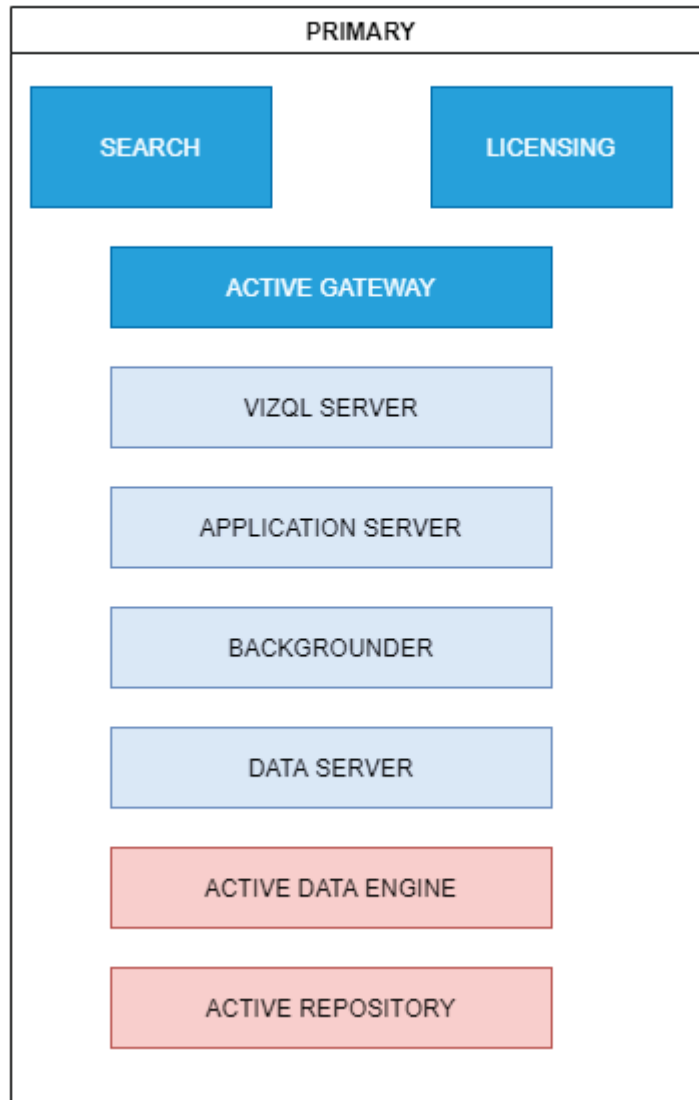 PRIMARY
SEARCH
LICENSING
ACTIVE GATEWAY
VIZQL SERVER
APPLICATION SERVER
BACKGROUNDER
DATA SERVER
ACTIVE DATA ENGINE
ACTIVE REPOSITORY